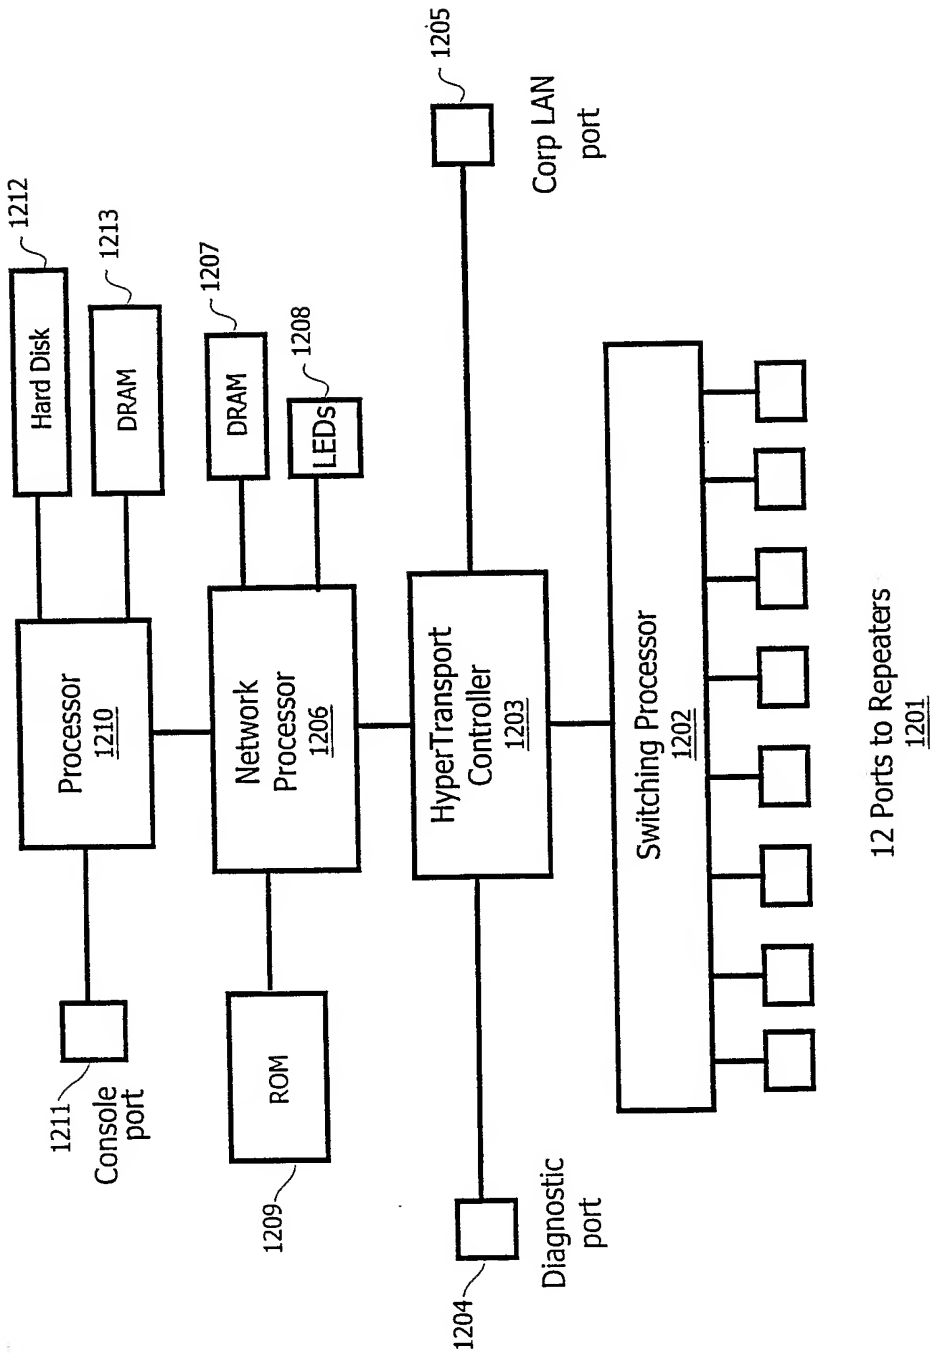 1211
Console
port
Processor
1210
Hard Disk
1212
DRAM
1213
1209
ROM
Network
Processor
1206
DRAM
1207
LEDs
1208
1204
Diagnostic
port
HyperTransport
Controller
1203
1205
Corp LAN
port
Switching Processor
1202
12 Ports to Repeaters
1201